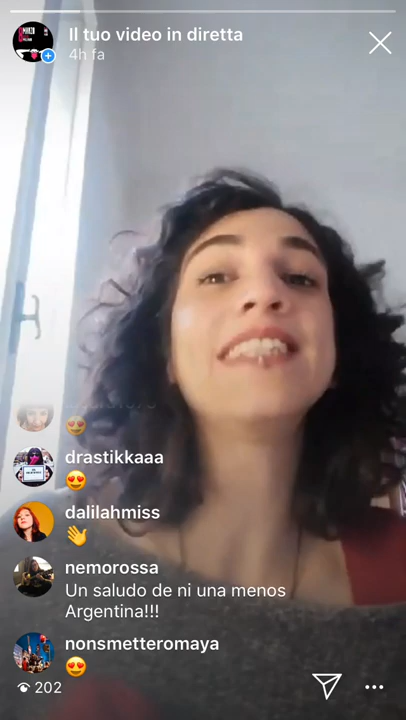 Il tuo video in diretta
4h fa
drastikkaaa
😍
dalilahmiss
👋
nemorossa
Un saludo de ni una menos
Argentina!!!
nonsmetteromaya
😍
202